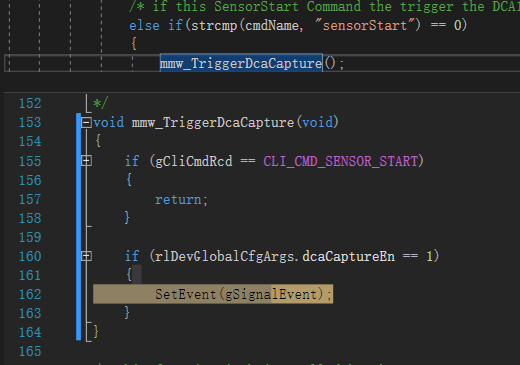 /* if this SensorStart Command the trigger the DCA1
else if(strcmp(cmdName, "sensorStart") == 0)
{
mmw_TriggerDcaCapture();
152 */
153 void mmw_TriggerDcaCapture(void)
154 {
155 if (gCliCmdRcd == CLI_CMD_SENSOR_START)
156 {
157 return;
158 }
159
160 if (rlDevGlobalCfgArgs.dcaCaptureEn == 1)
161 {
162 SetEvent(gSignalEvent);
163 }
164 }
165